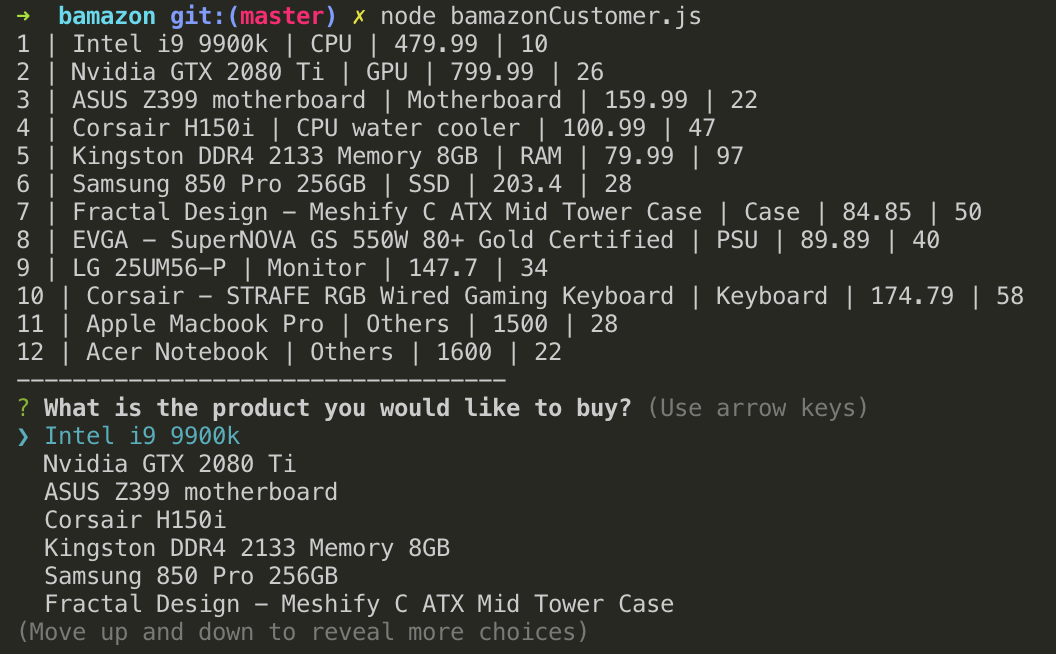 ➜  bamazon git:(master) ✗ node bamazonCustomer.js
1 | Intel i9 9900k | CPU | 479.99 | 10
2 | Nvidia GTX 2080 Ti | GPU | 799.99 | 26
3 | ASUS Z399 motherboard | Motherboard | 159.99 | 22
4 | Corsair H150i | CPU water cooler | 100.99 | 47
5 | Kingston DDR4 2133 Memory 8GB | RAM | 79.99 | 97
6 | Samsung 850 Pro 256GB | SSD | 203.4 | 28
7 | Fractal Design - Meshify C ATX Mid Tower Case | Case | 84.85 | 50
8 | EVGA - SuperNOVA GS 550W 80+ Gold Certified | PSU | 89.89 | 40
9 | LG 25UM56-P | Monitor | 147.7 | 34
10 | Corsair - STRAFE RGB Wired Gaming Keyboard | Keyboard | 174.79 | 58
11 | Apple Macbook Pro | Others | 1500 | 28
12 | Acer Notebook | Others | 1600 | 22
-----------------------------------
? What is the product you would like to buy? (Use arrow keys)
❯ Intel i9 9900k
  Nvidia GTX 2080 Ti
  ASUS Z399 motherboard
  Corsair H150i
  Kingston DDR4 2133 Memory 8GB
  Samsung 850 Pro 256GB
  Fractal Design - Meshify C ATX Mid Tower Case
(Move up and down to reveal more choices)